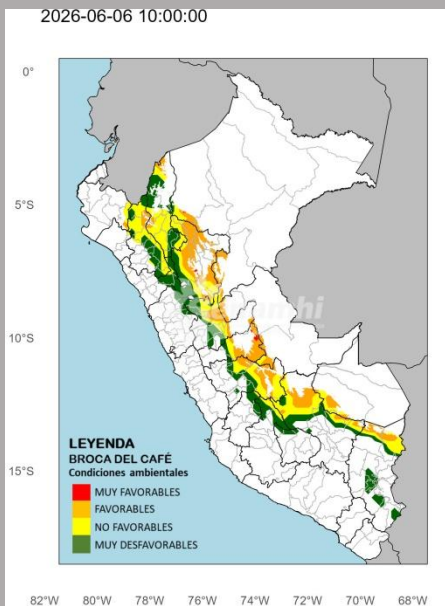 2026-06-06 10:00:00
0°
5°S
10°S
15°S
LEYENDA
BROCA DEL CAFÉ
Condiciones ambientales
MUY FAVORABLES
FAVORABLES
NO FAVORABLES
MUY DESFAVORABLES
82°W 80°W 78°W 76°W 74°W 72°W 70°W 68°W